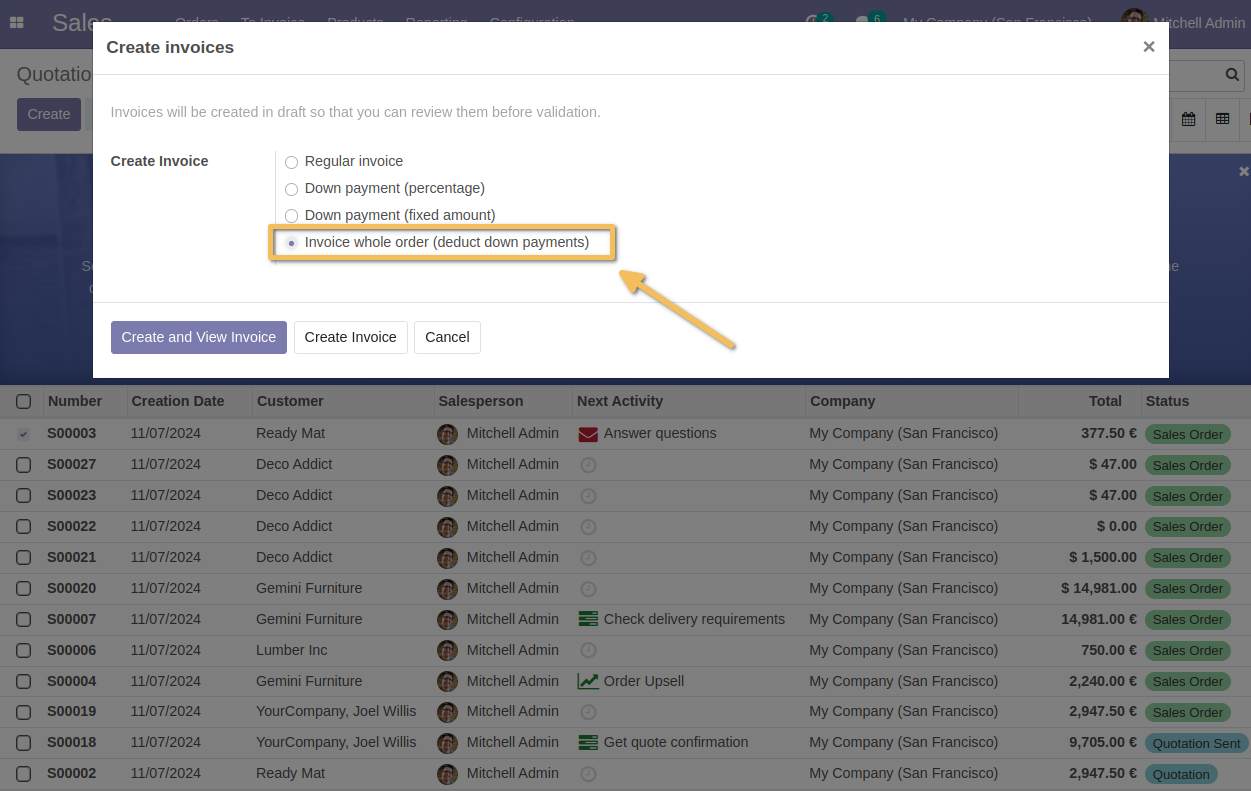 Sales Orders To Invoice Products Reporting Configuration 2 6 My Company (San Francisco) Mitchell Admin
Create invoices ×
Quotatio
Create
Invoices will be created in draft so that you can review them before validation.
Create Invoice
Regular invoice
Down payment (percentage)
Down payment (fixed amount)
Invoice whole order (deduct down payments)
Create and View Invoice Create Invoice Cancel
Number Creation Date Customer Salesperson Next Activity Company Total Status
S00003 11/07/2024 Ready Mat Mitchell Admin Answer questions My Company (San Francisco) 377.50 € Sales Order
S00027 11/07/2024 Deco Addict Mitchell Admin My Company (San Francisco) $ 47.00 Sales Order
S00023 11/07/2024 Deco Addict Mitchell Admin My Company (San Francisco) $ 47.00 Sales Order
S00022 11/07/2024 Deco Addict Mitchell Admin My Company (San Francisco) $ 0.00 Sales Order
S00021 11/07/2024 Deco Addict Mitchell Admin My Company (San Francisco) $ 1,500.00 Sales Order
S00020 11/07/2024 Gemini Furniture Mitchell Admin My Company (San Francisco) $ 14,981.00 Sales Order
S00007 11/07/2024 Gemini Furniture Mitchell Admin Check delivery requirements My Company (San Francisco) 14,981.00 € Sales Order
S00006 11/07/2024 Lumber Inc Mitchell Admin My Company (San Francisco) 750.00 € Sales Order
S00004 11/07/2024 Gemini Furniture Mitchell Admin Order Upsell My Company (San Francisco) 2,240.00 € Sales Order
S00019 11/07/2024 YourCompany, Joel Willis Mitchell Admin My Company (San Francisco) 2,947.50 € Sales Order
S00018 11/07/2024 YourCompany, Joel Willis Mitchell Admin Get quote confirmation My Company (San Francisco) 9,705.00 € Quotation Sent
S00002 11/07/2024 Ready Mat Mitchell Admin My Company (San Francisco) 2,947.50 € Quotation